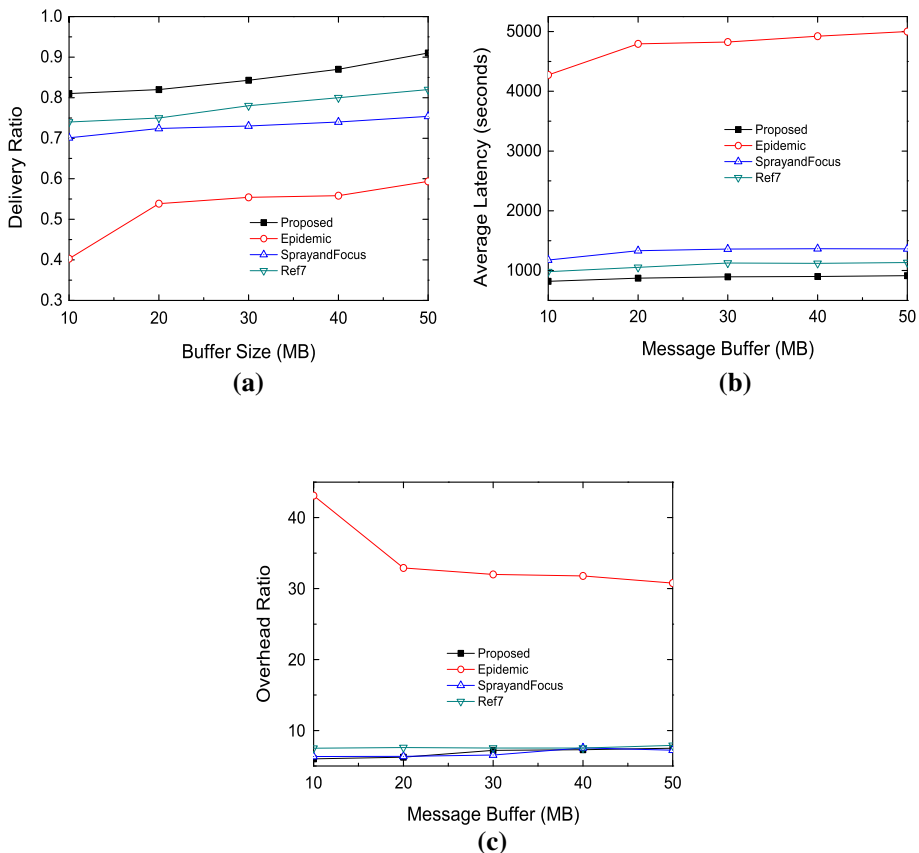 1.0
0.9
0.8
0.7
0.6
0.5
0.4
0.3
Delivery Ratio
Proposed
Epidemic
SprayandFocus
Ref7
10 20 30 40 50
Buffer Size (MB)
(a)
5000
4000
3000
2000
1000
Average Latency (seconds)
Proposed
Epidemic
SprayandFocus
Ref7
10 20 30 40 50
Message Buffer (MB)
(b)
40
30
20
10
Overhead Ratio
Proposed
Epidemic
SprayandFocus
Ref7
10 20 30 40 50
Message Buffer (MB)
(c)